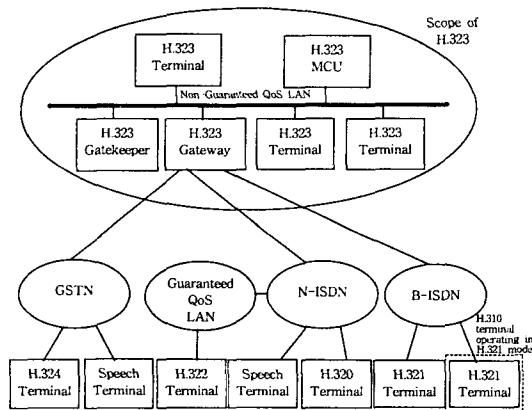 Scope of
H.323
H.323
Terminal
H.323
MCU
Non Guaranteed QoS LAN
H.323
Gatekeeper
H.323
Gateway
H.323
Terminal
H.323
Terminal
GSTN
Guaranteed
QoS
LAN
N-ISDN
B-ISDN
H.310
terminal
operating in
H.321 mode
H.324
Terminal
Speech
Terminal
H.322
Terminal
Speech
Terminal
H.320
Terminal
H.321
Terminal
H.321
Terminal